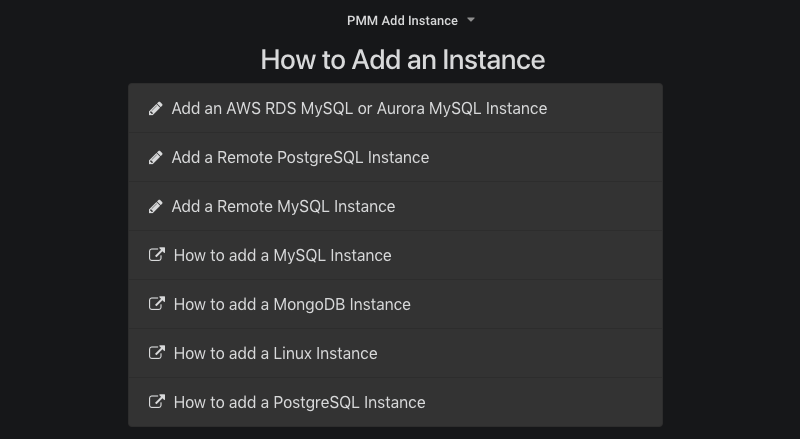 PMM Add Instance
How to Add an Instance
Add an AWS RDS MySQL or Aurora MySQL Instance
Add a Remote PostgreSQL Instance
Add a Remote MySQL Instance
How to add a MySQL Instance
How to add a MongoDB Instance
How to add a Linux Instance
How to add a PostgreSQL Instance